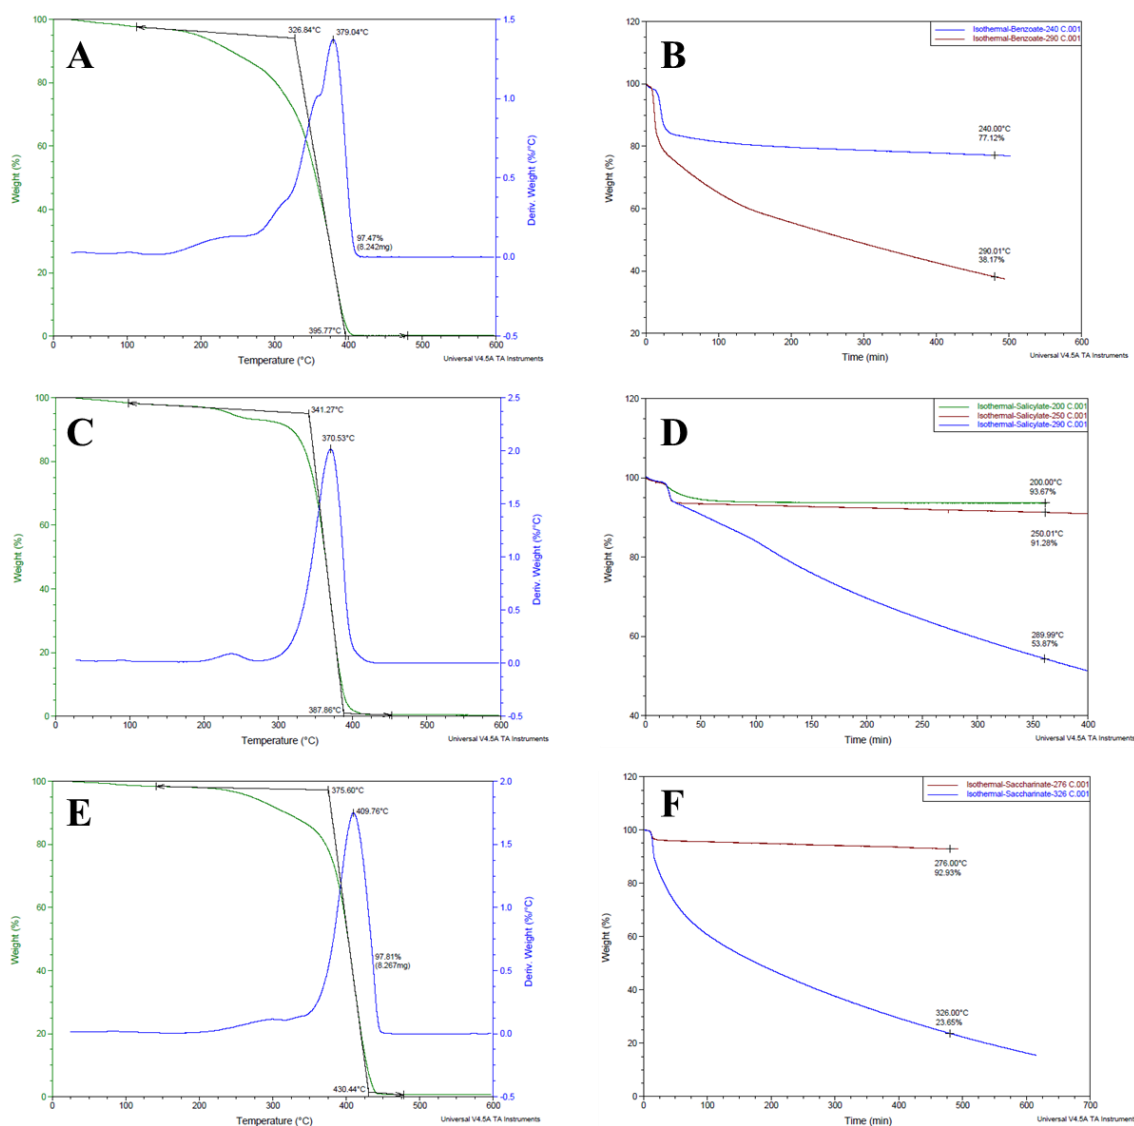 A
326.84°C
379.04°C
97.47%
(8.242mg)
395.77°C
120
100
80
60
40
20
0
Weight (%)
1.5
1.0
0.5
0.0
-0.5
Deriv. Weight (%/°C)
0
100
200
300
400
500
600
Temperature (°C)
Universal V4.5A TA Instruments
B
Isothermal-Benzoate-240 C.001
Isothermal-Benzoate-290 C.001
240.00°C
77.12%
290.01°C
38.17%
120
100
80
60
40
20
Weight (%)
0
100
200
300
400
500
600
Time (min)
Universal V4.5A TA Instruments
C
341.27°C
370.53°C
387.86°C
100
80
60
40
20
0
Weight (%)
2.5
2.0
1.5
1.0
0.5
0.0
-0.5
Deriv. Weight (%/°C)
0
100
200
300
400
500
600
Temperature (°C)
Universal V4.5A TA Instruments
D
Isothermal-Salicylate-200 C.001
Isothermal-Salicylate-250 C.001
Isothermal-Salicylate-290 C.001
200.00°C
93.67%
250.01°C
91.28%
289.99°C
53.87%
120
100
80
60
40
Weight (%)
0
50
100
150
200
250
300
350
400
Time (min)
Universal V4.5A TA Instruments
E
375.60°C
409.76°C
97.81%
(8.267mg)
430.44°C
100
80
60
40
20
0
Weight (%)
2.0
1.5
1.0
0.5
0.0
-0.5
Deriv. Weight (%/°C)
0
100
200
300
400
500
600
Temperature (°C)
Universal V4.5A TA Instruments
F
Isothermal-Saccharinate-276 C.001
Isothermal-Saccharinate-326 C.001
276.00°C
92.93%
326.00°C
23.65%
120
100
80
60
40
20
0
Weight (%)
0
100
200
300
400
500
600
700
Time (min)
Universal V4.5A TA Instruments